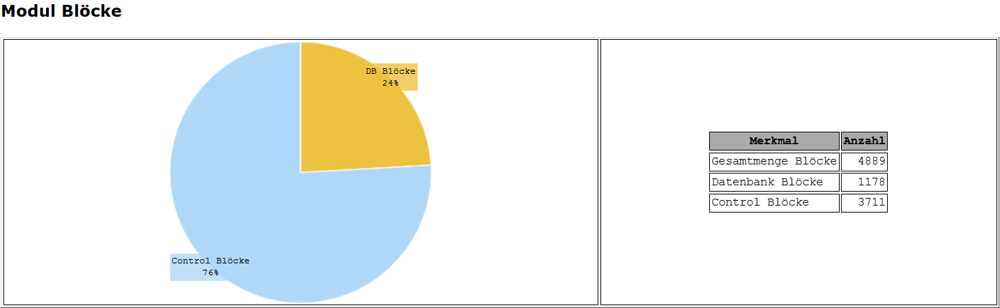 Modul Blöcke
DB Blöcke
24%
Control Blöcke
76%
Merkmal Anzahl
Gesamtmenge Blöcke 4889
Datenbank Blöcke 1178
Control Blöcke 3711